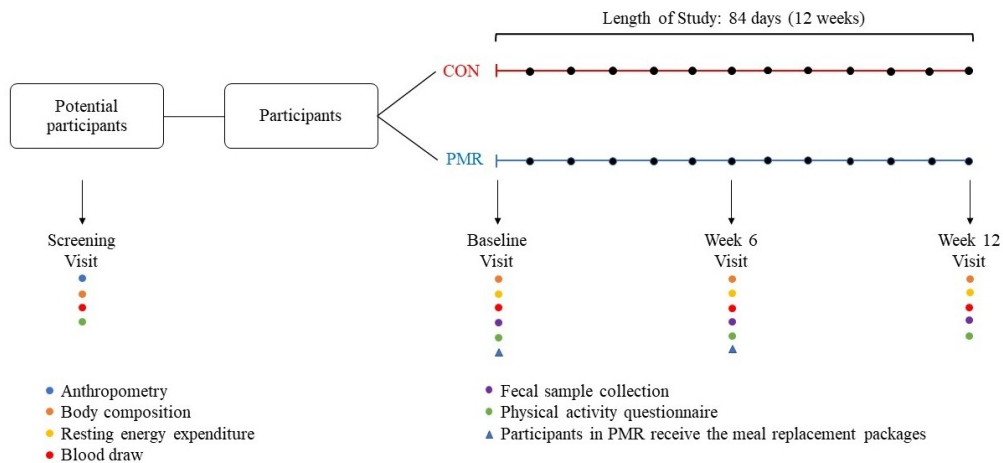 Length of Study: 84 days (12 weeks)
CON
Potential
participants
Participants
PMR
Screening
Visit
Baseline
Visit
Week 6
Visit
Week 12
Visit
Anthropometry
Body composition
Resting energy expenditure
Blood draw
Fecal sample collection
Physical activity questionnaire
Participants in PMR receive the meal replacement packages